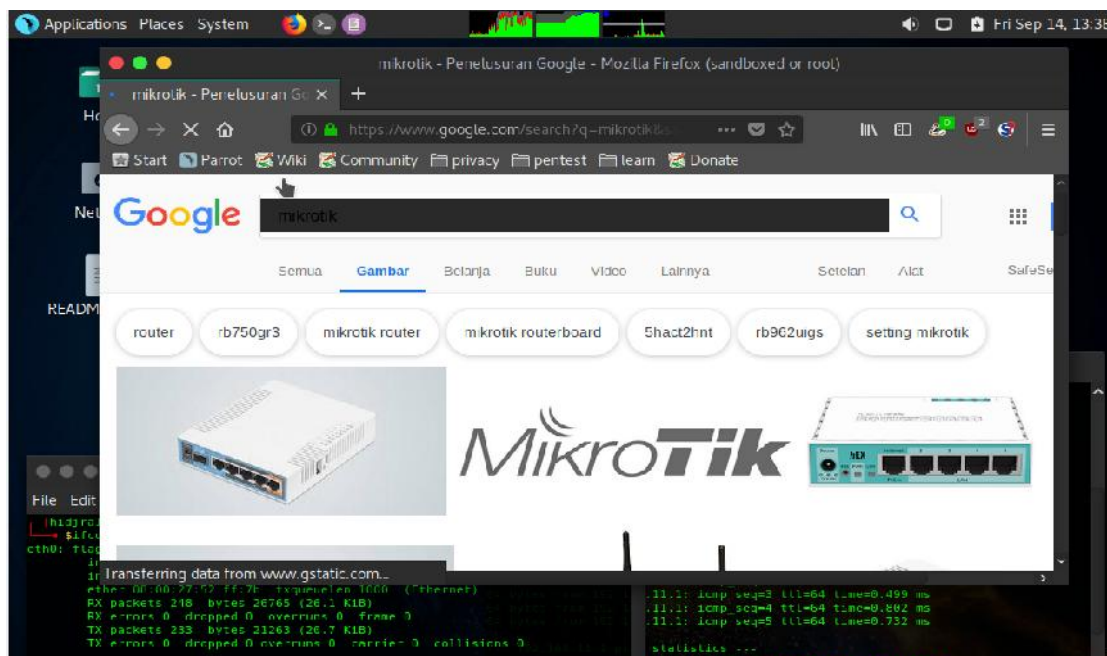 Applications Places System
Fri Sep 14, 13:38
mikrotik - Penelusuran Google - Mozilla Firefox (sandboxed or root)
mikrotik - Penelusuran Go
https://www.google.com/search?q=mikrotik&s
Start Parrot Wiki Community privacy pentest learn Donate
Net
READM
Google mikrotik
Semua Gambar Belanja Buku Video Lainnya Setelan Alat SafeSe
router rb750gr3 mikrotik router mikrotik routerboard 5hact2hnt rb962uigs setting mikrotik
MikroTik
hEX
File Edit
Transferring data from www.gstatic.com…
RX packets 248 bytes 26765 (26.1 KiB)
RX errors 0 dropped 0 overruns 0 frame 0
TX packets 233 bytes 21263 (20.7 KiB)
TX errors 0 dropped 0 overruns 0 carrier 0 collisions 0
.11.1: icmp_seq=3 ttl=64 time=0.499 ms
.11.1: icmp_seq=4 ttl=64 time=0.802 ms
.11.1: icmp_seq=5 ttl=64 time=0.732 ms
statistics ---